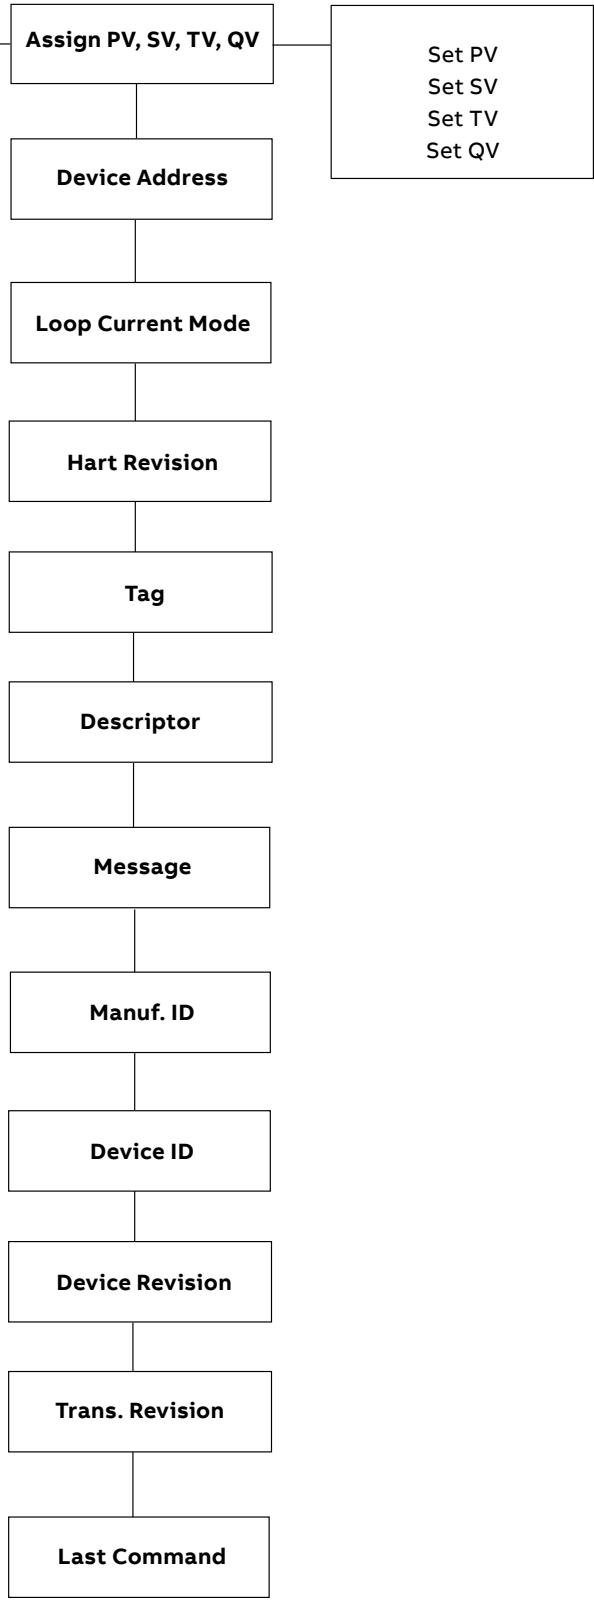 Assign PV, SV, TV, QV
Set PV
Set SV
Set TV
Set QV
Device Address
Loop Current Mode
Hart Revision
Tag
Descriptor
Message
Manuf. ID
Device ID
Device Revision
Trans. Revision
Last Command